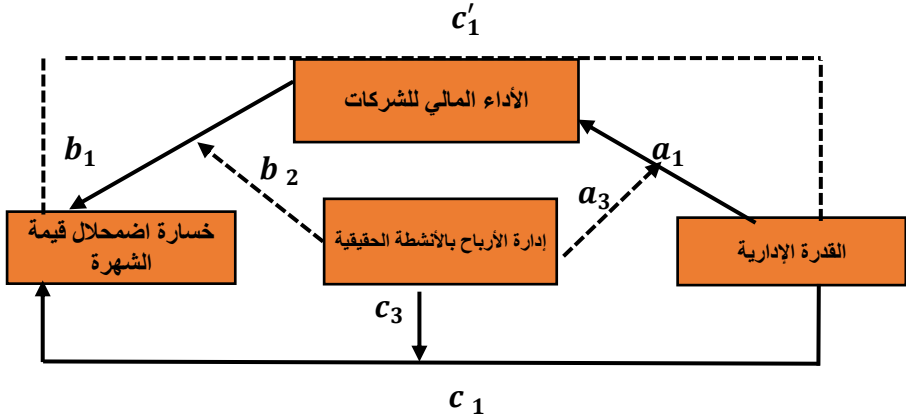 c′₁
الأداء المالي للشركات
b₁
a₁
b ₂
a₃
خسارة اضمحلال قيمة
الشهرة
إدارة الأرباح بالأنشطة الحقيقية
القدرة الإدارية
c₃
c ₁